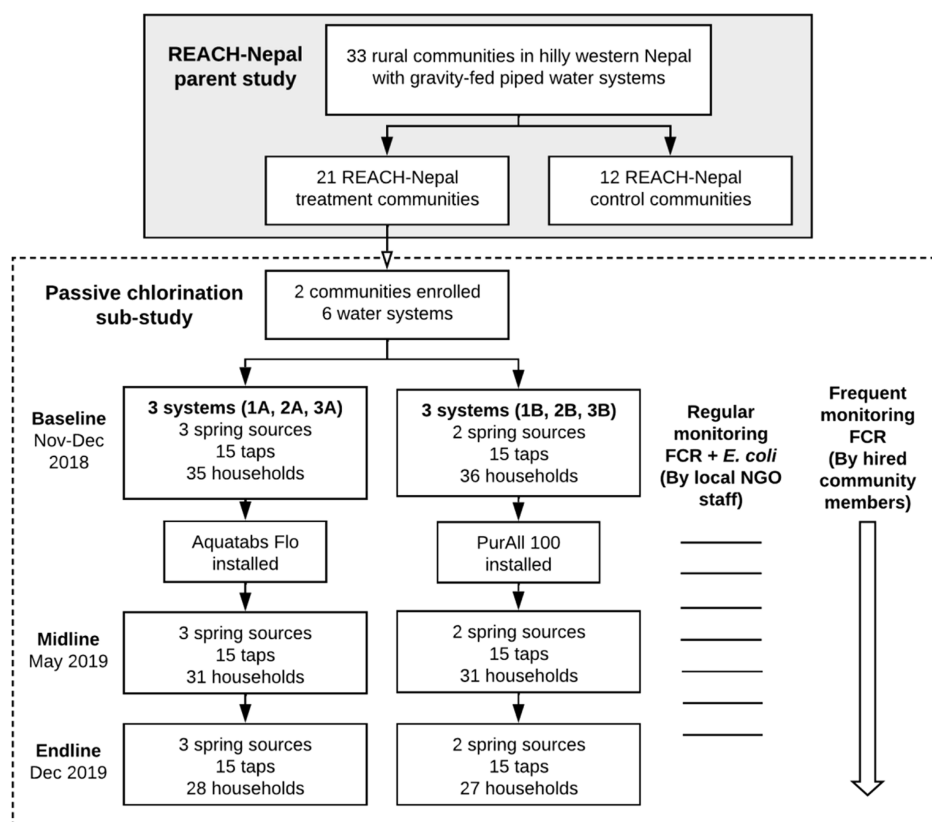 REACH-Nepal
parent study
33 rural communities in hilly western Nepal
with gravity-fed piped water systems
21 REACH-Nepal
treatment communities
12 REACH-Nepal
control communities
Passive chlorination
sub-study
2 communities enrolled
6 water systems
Baseline
Nov-Dec
2018
3 systems (1A, 2A, 3A)
3 spring sources
15 taps
35 households
3 systems (1B, 2B, 3B)
2 spring sources
15 taps
36 households
Regular
monitoring
FCR + E. coli
(By local NGO
staff)
Frequent
monitoring
FCR
(By hired
community
members)
Aquatabs Flo
installed
PurAll 100
installed
Midline
May 2019
3 spring sources
15 taps
31 households
2 spring sources
15 taps
31 households
Endline
Dec 2019
3 spring sources
15 taps
28 households
2 spring sources
15 taps
27 households